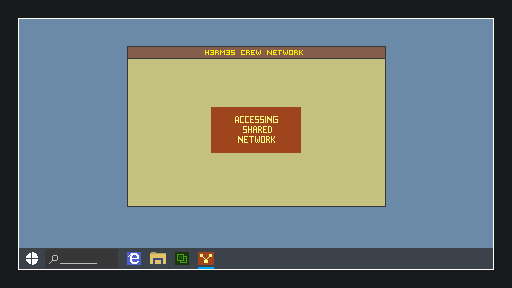 H3RM3S CREW NETWORK
ACCESSING
SHARED
NETWORK